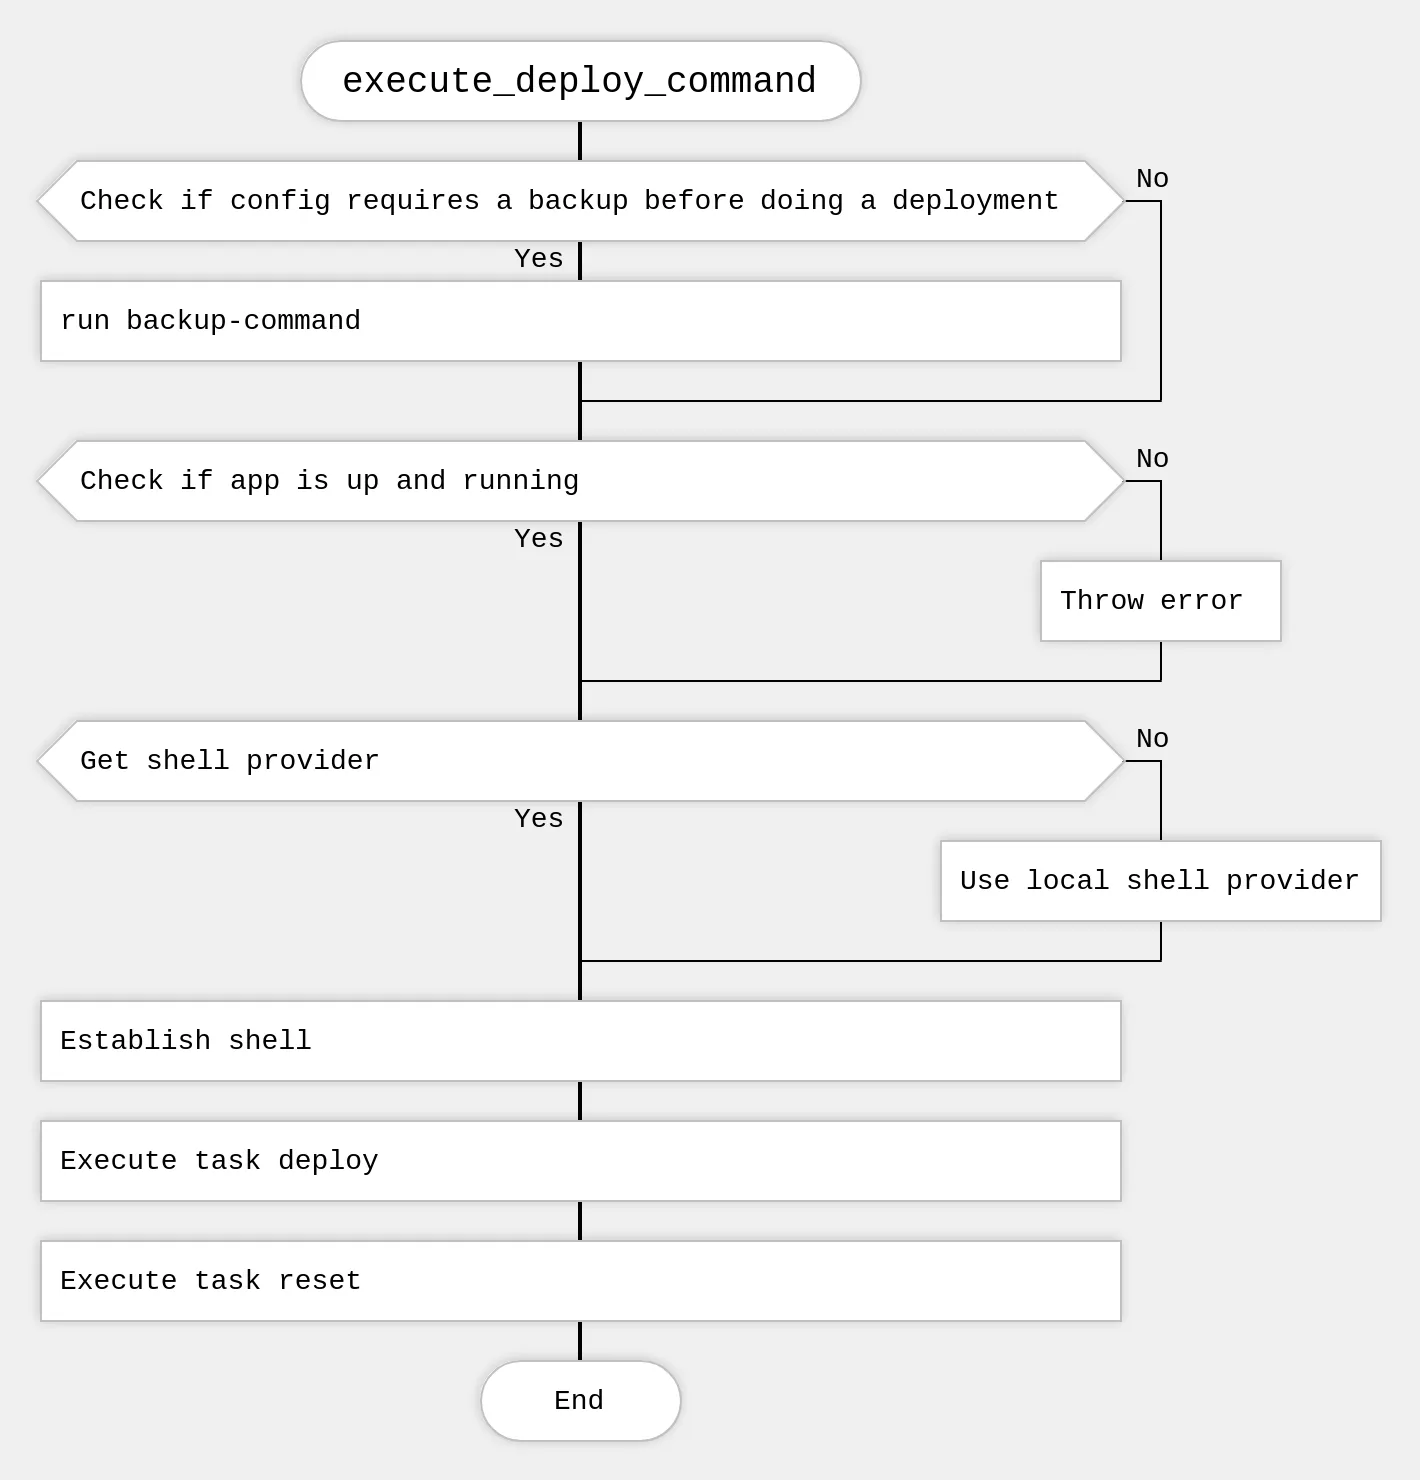 execute_deploy_command
Check if config requires a backup before doing a deployment
No
Yes
run backup-command
Check if app is up and running
No
Yes
Throw error
Get shell provider
No
Yes
Use local shell provider
Establish shell
Execute task deploy
Execute task reset
End